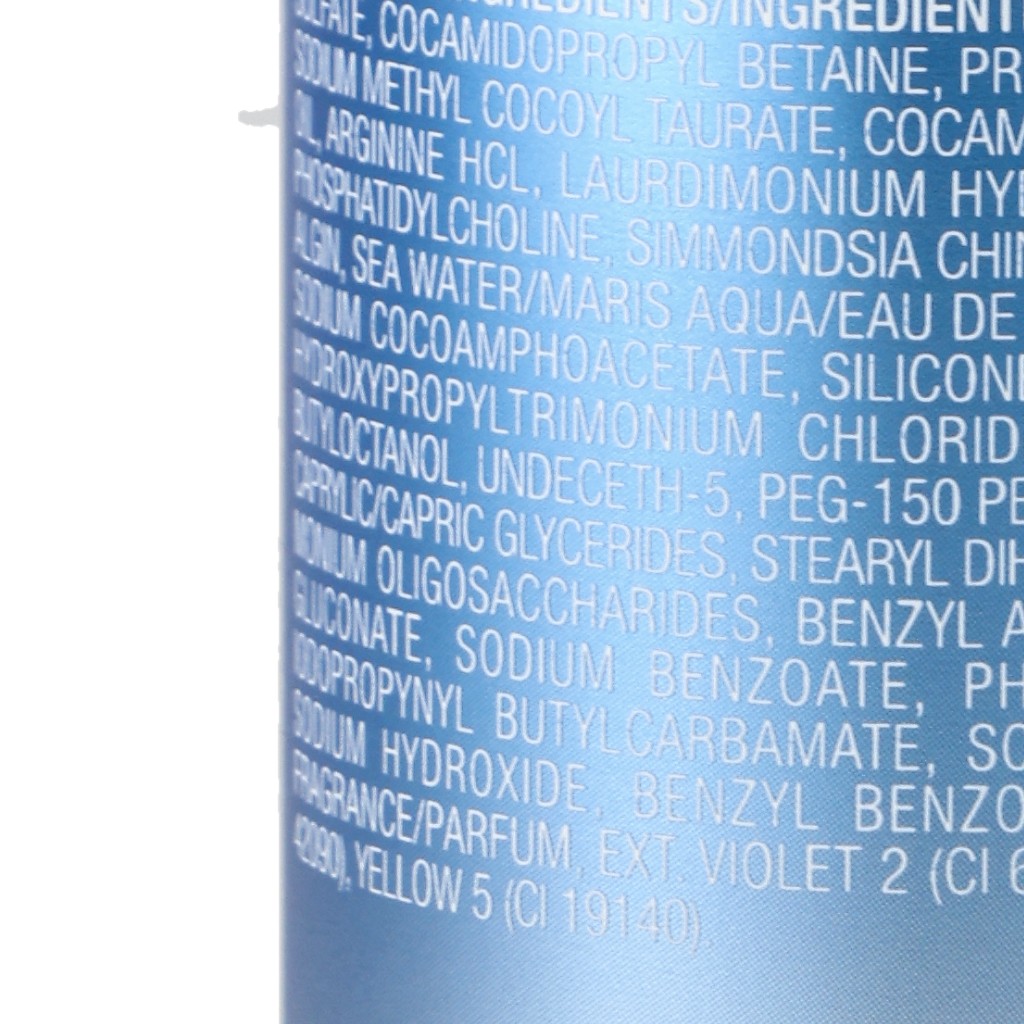 INGREDIENTS/INGREDIENT
SULFATE, COCAMIDOPROPYL BETAINE, PR
SODIUM METHYL COCOYL TAURATE, COCAM
OIL, ARGININE HCL, LAURDIMONIUM HY
PHOSPHATIDYLCHOLINE, SIMMONDSIA CHIN
ALGIN, SEA WATER/MARIS AQUA/EAU DE
SODIUM COCOAMPHOACETATE, SILICON
HYDROXYPROPYLTRIMONIUM CHLORID
BUTYLOCTANOL, UNDECETH-5, PEG-150 PE
CAPRYLIC/CAPRIC GLYCERIDES, STEARYL DIH
MONIUM OLIGOSACCHARIDES, BENZYL A
GLUCONATE, SODIUM BENZOATE, PH
IODOPROPYNYL BUTYLCARBAMATE, SO
SODIUM HYDROXIDE, BENZYL BENZO
FRAGRANCE/PARFUM, EXT. VIOLET 2 (CI 6
42090), YELLOW 5 (CI 19140).